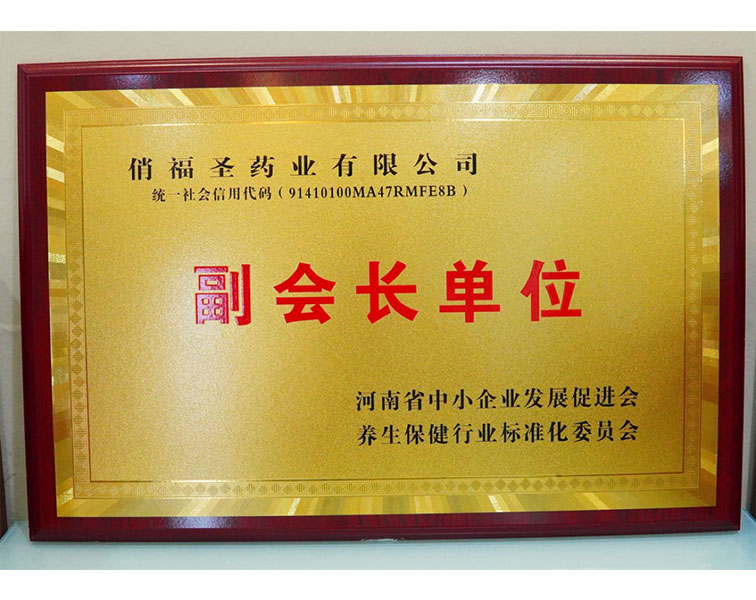 俏福圣药业有限公司
统一社会信用代码（91410100MA47RMFE8B）
副会长单位
河南省中小企业发展促进会
养生保健行业标准化委员会